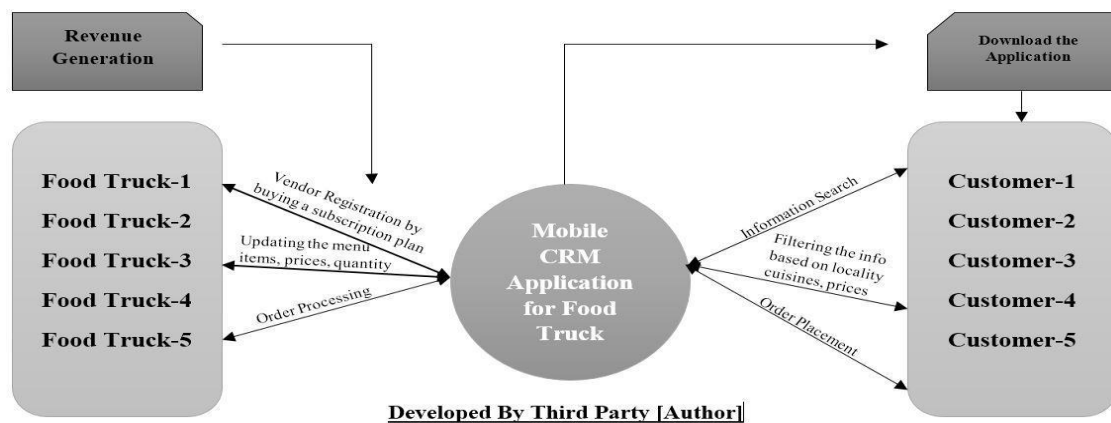 Revenue
Generation
Download the
Application
Food Truck-1
Food Truck-2
Food Truck-3
Food Truck-4
Food Truck-5
Vendor Registration by
buying a subscription plan
Updating the menu
items, prices, quantity
Order Processing
Mobile
CRM
Application
for Food
Truck
Information Search
Filtering the info
based on locality
cuisines, prices
Order Placement
Customer-1
Customer-2
Customer-3
Customer-4
Customer-5
Developed By Third Party [Author]